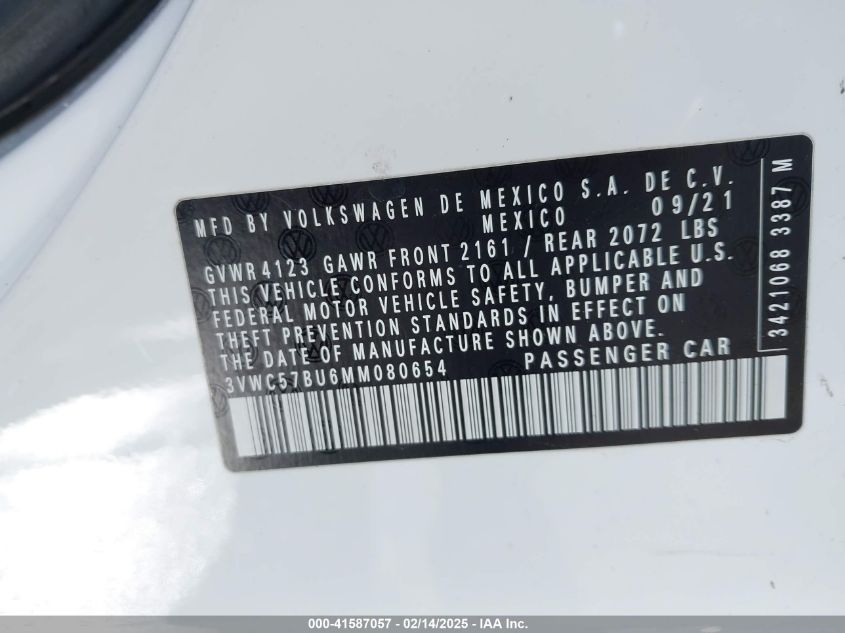 MFD BY VOLKSWAGEN DE MEXICO S.A. DE C.V.
MEXICO 09/21
GVWR 4123 GAWR FRONT 2161 / REAR 2072 LBS
THIS VEHICLE CONFORMS TO ALL APPLICABLE U.S.
FEDERAL MOTOR VEHICLE SAFETY, BUMPER AND
THEFT PREVENTION STANDARDS IN EFFECT ON
THE DATE OF MANUFACTURE SHOWN ABOVE.
3VWC57BU6MM080654 PASSENGER CAR
3421068 3387 M
000-41587057 - 02/14/2025 - IAA Inc.